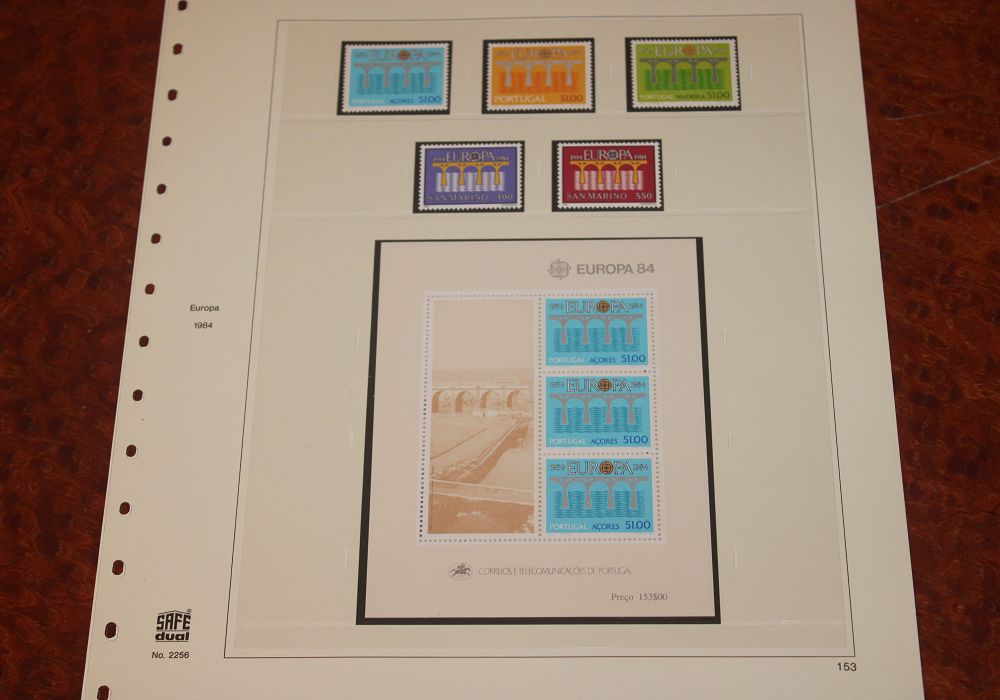 1959 EUROPA 1984
AÇORES 51.00
EUROPA
PORTUGAL 51.00
EUROPA
PORTUGAL MADEIRA 51.00
1959 EUROPA 1984
SAN MARINO 400
1959 EUROPA 1984
SAN MARINO 550
EUROPA 84
1959 EUROPA 1984
PORTUGAL AÇORES 51.00
1959 EUROPA 1984
PORTUGAL AÇORES 51.00
1959 EUROPA 1984
PORTUGAL AÇORES 51.00
CORREIOS E TELECOMUNICAÇÕES DE PORTUGAL
Preço 153$00
Europa
1984
SAFE
dual
No. 2256
153